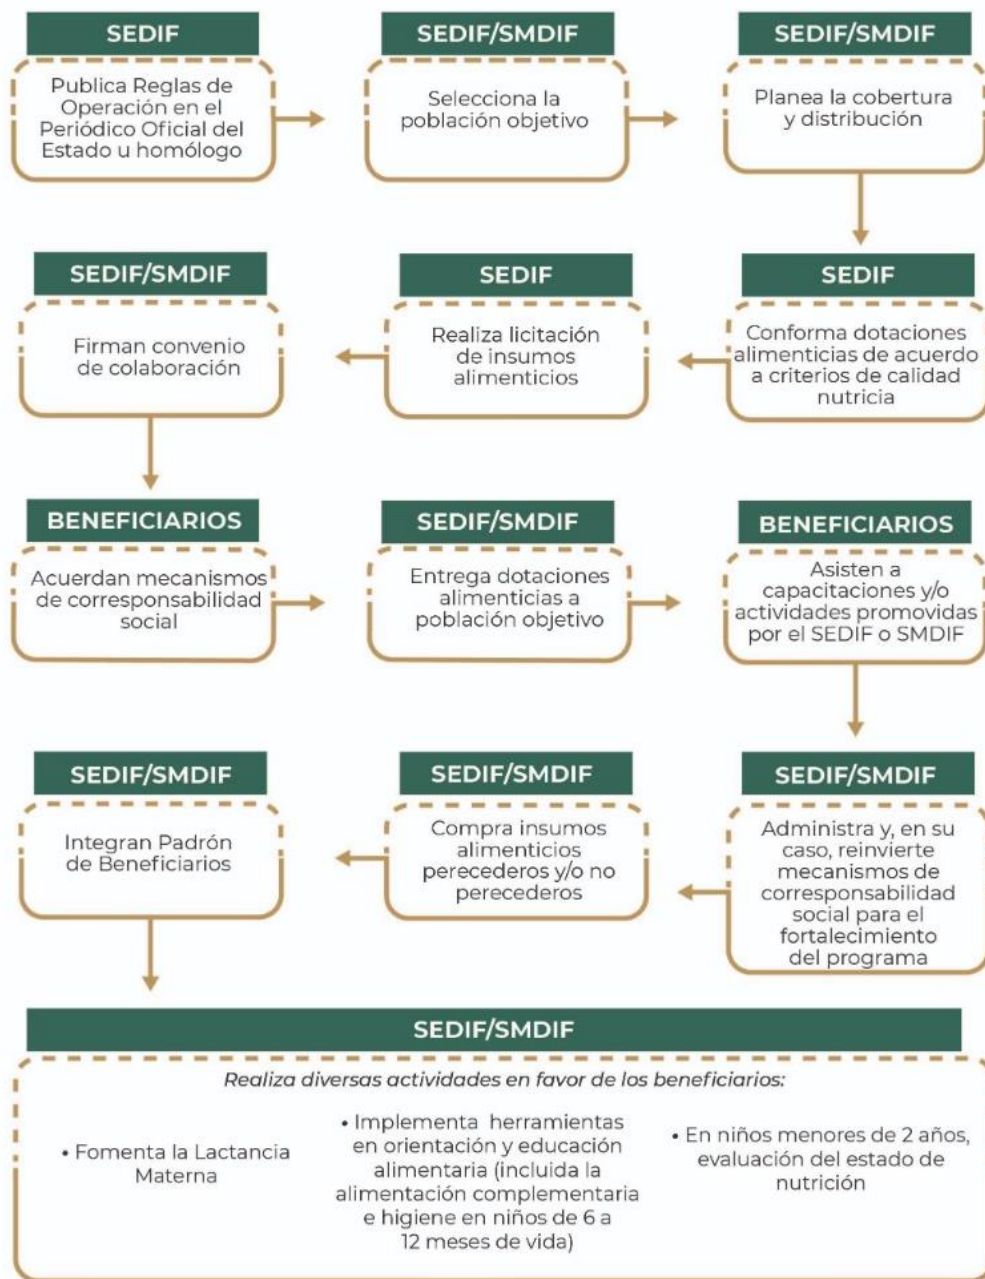 SEDIF
Publica Reglas de
Operación en el
Periódico Oficial del
Estado u homólogo
SEDIF/SMDIF
Selecciona la
población objetivo
SEDIF/SMDIF
Planea la cobertura
y distribución
SEDIF
Conforma dotaciones
alimenticias de acuerdo
a criterios de calidad
nutricia
SEDIF
Realiza licitación
de insumos
alimenticios
SEDIF/SMDIF
Firman convenio
de colaboración
BENEFICIARIOS
Acuerdan mecanismos
de corresponsabilidad
social
SEDIF/SMDIF
Entrega dotaciones
alimenticias a
población objetivo
BENEFICIARIOS
Asisten a
capacitaciones y/o
actividades promovidas
por el SEDIF o SMDIF
SEDIF/SMDIF
Administra y, en su
caso, reinvierte
mecanismos de
corresponsabilidad
social para el
fortalecimiento
del programa
SEDIF/SMDIF
Compra insumos
alimenticios
perecederos y/o no
perecederos
SEDIF/SMDIF
Integran Padrón
de Beneficiarios
SEDIF/SMDIF
Realiza diversas actividades en favor de los beneficiarios:
• Fomenta la Lactancia
Materna
• Implementa herramientas
en orientación y educación
alimentaria (incluida la
alimentación complementaria
e higiene en niños de 6 a
12 meses de vida)
• En niños menores de 2 años,
evaluación del estado de
nutrición